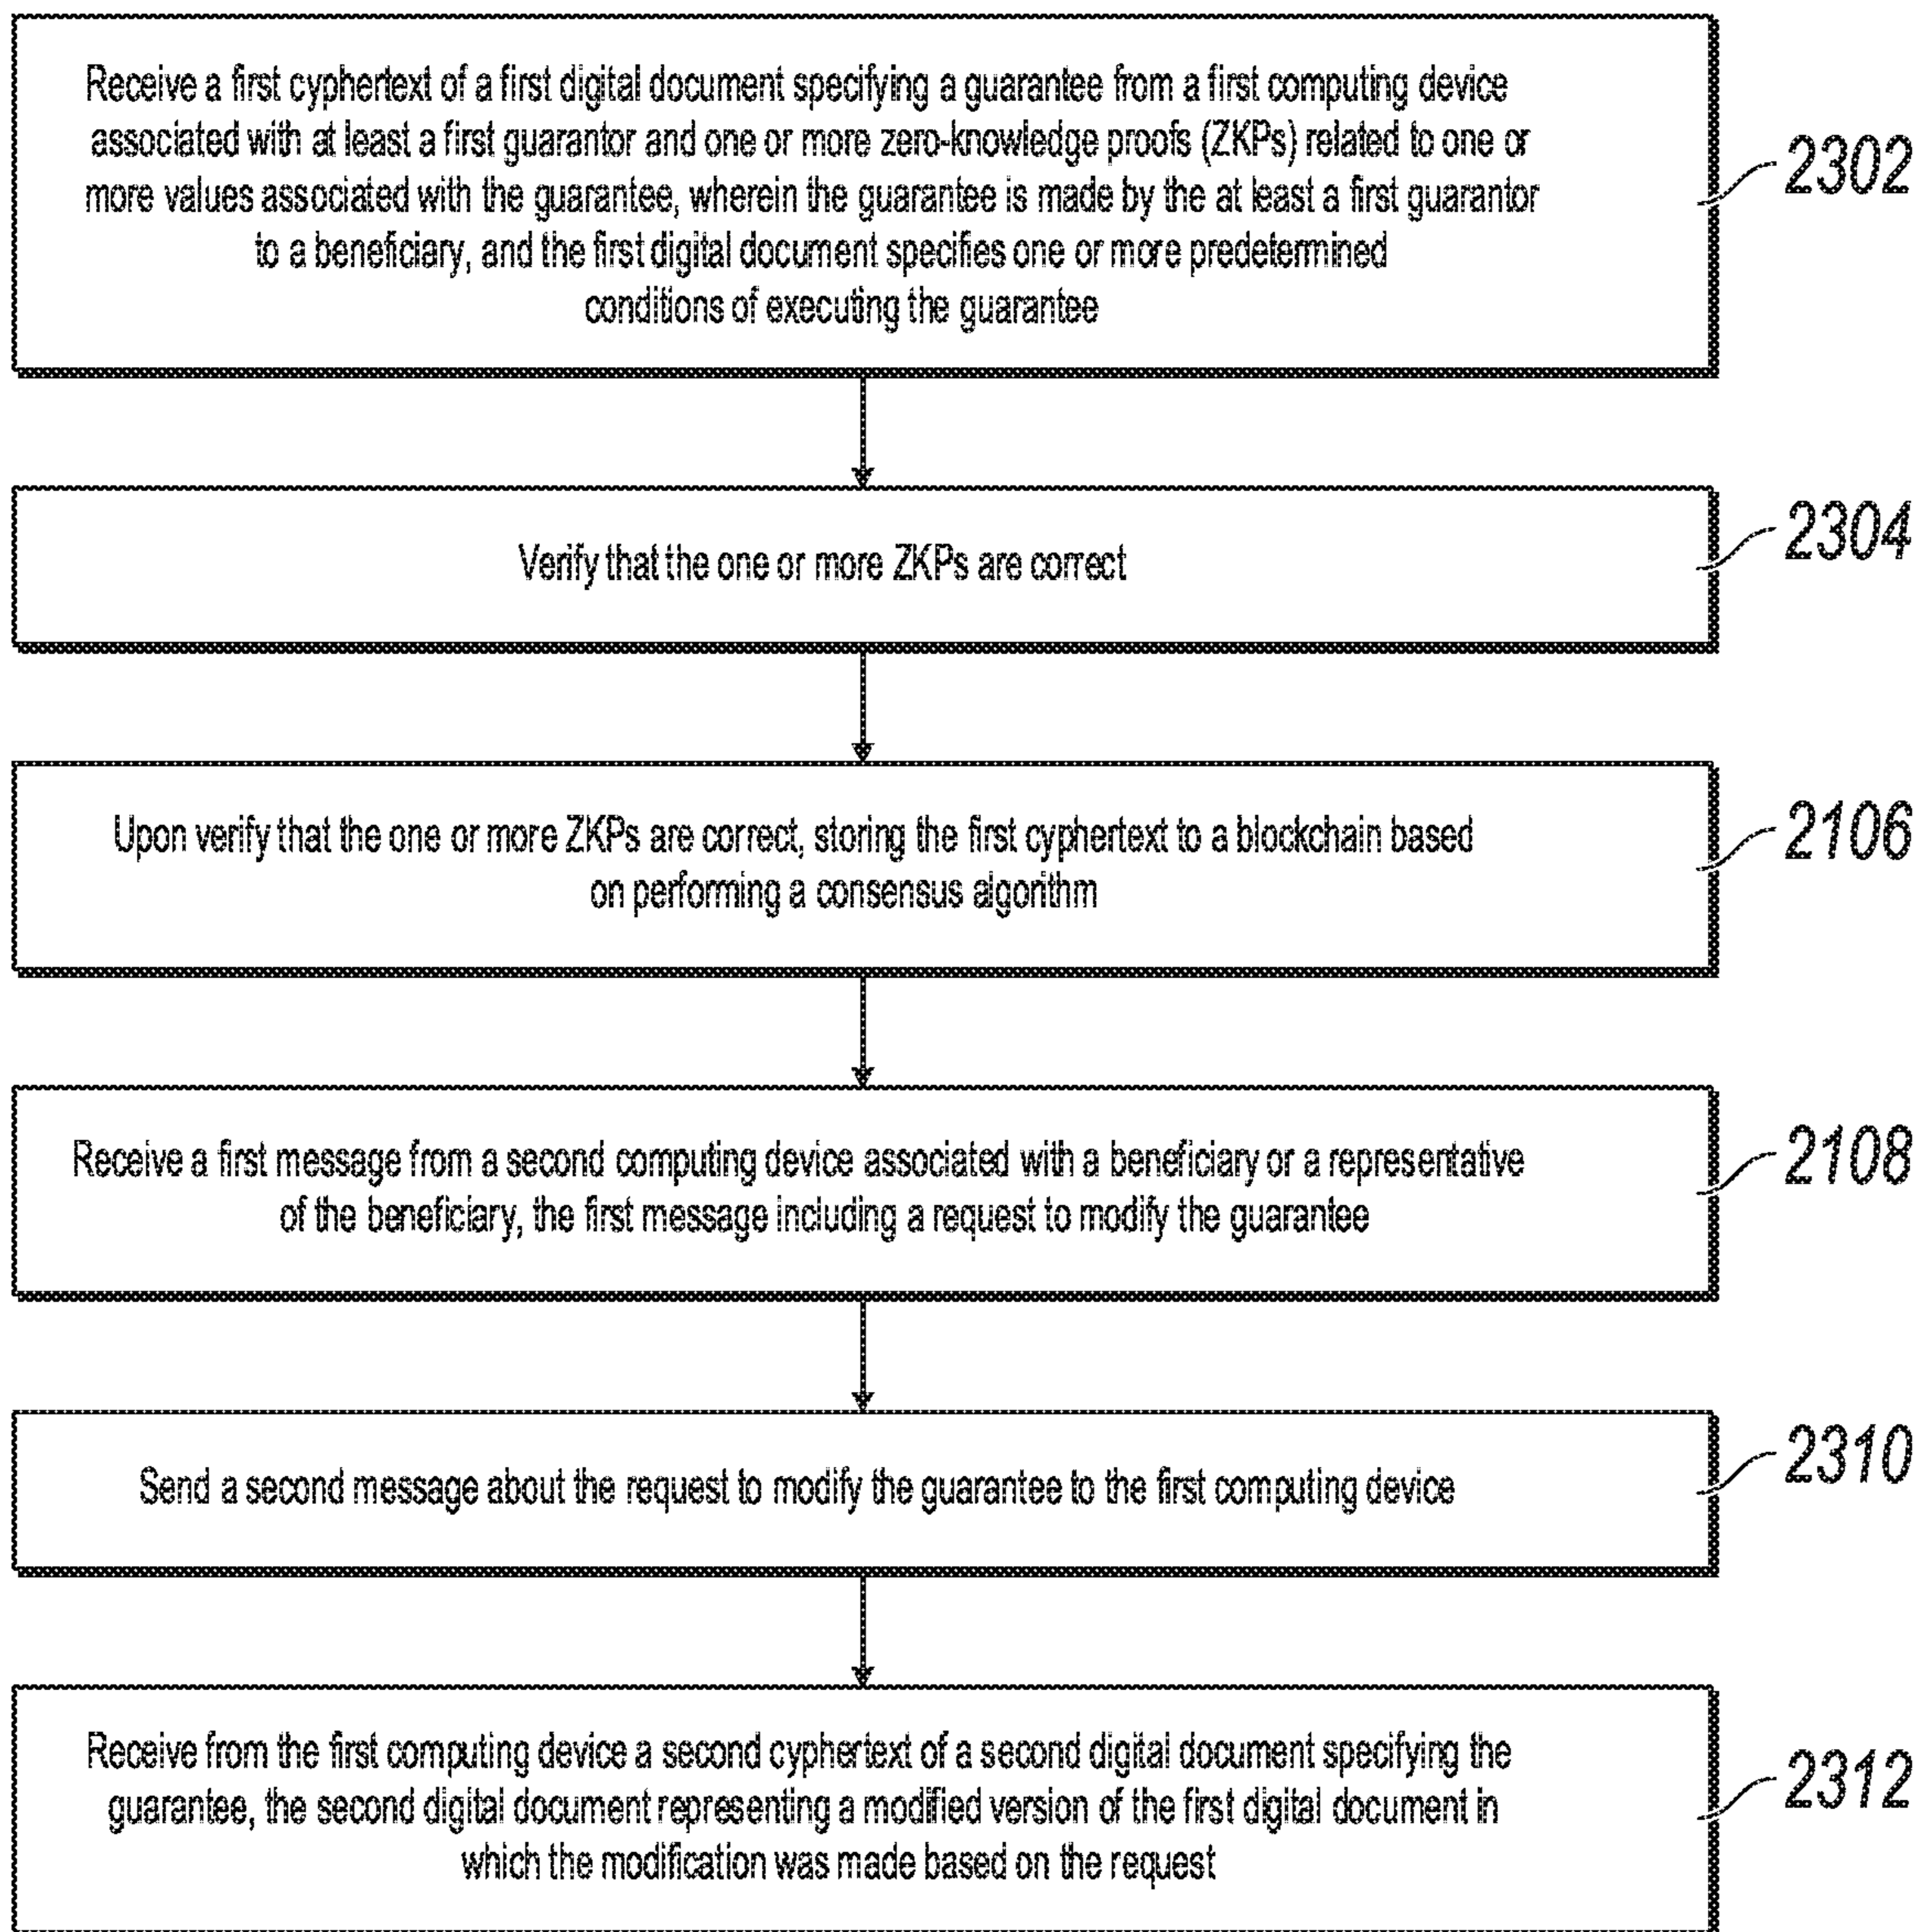 Receive a first cyphertext of a first digital document specifying a guarantee from a first computing device
associated with at least a first guarantor and one or more zero-knowledge proofs (ZKPs) related to one or
more values associated with the guarantee, wherein the guarantee is made by the at least a first guarantor
to a beneficiary, and the first digital document specifies one or more predetermined
conditions of executing the guarantee
2302
Verify that the one or more ZKPs are correct
2304
Upon verify that the one or more ZKPs are correct, storing the first cyphertext to a blockchain based
on performing a consensus algorithm
2106
Receive a first message from a second computing device associated with a beneficiary or a representative
of the beneficiary, the first message including a request to modify the guarantee
2108
Send a second message about the request to modify the guarantee to the first computing device
2310
Receive from the first computing device a second cyphertext of a second digital document specifying the
guarantee, the second digital document representing a modified version of the first digital document in
which the modification was made based on the request
2312